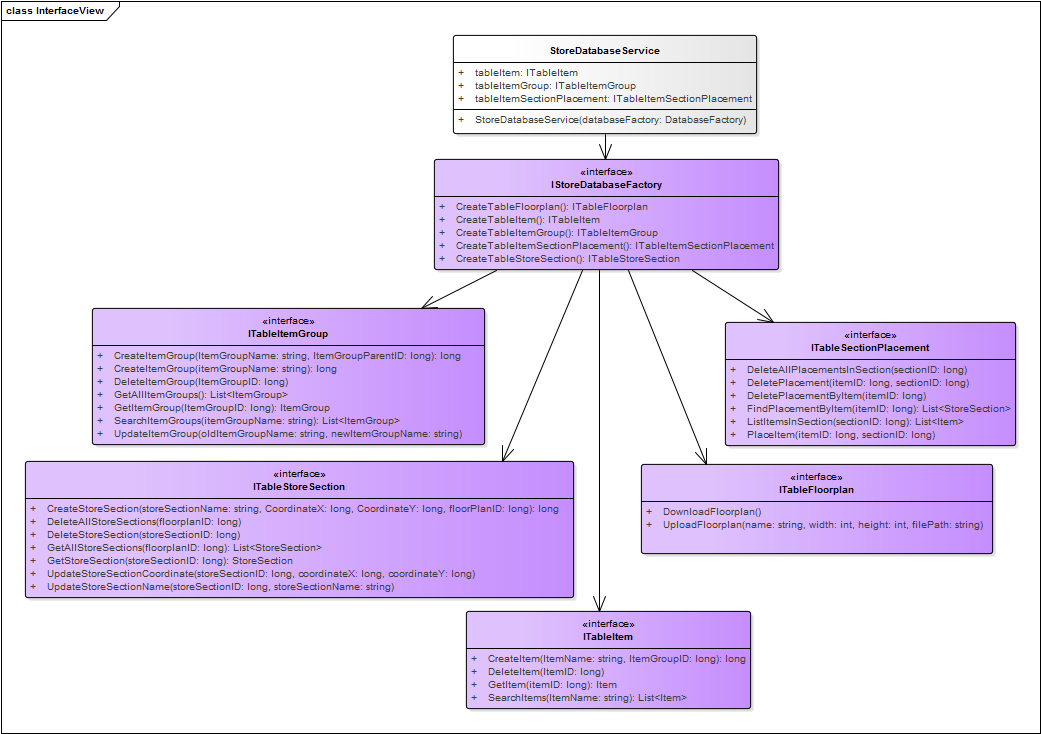 class InterfaceView
StoreDatabaseService
+ tableItem: ITableItem
+ tableItemGroup: ITableItemGroup
+ tableItemSectionPlacement: ITableItemSectionPlacement
+ StoreDatabaseService(databaseFactory: DatabaseFactory)
«interface»
IStoreDatabaseFactory
+ CreateTableFloorplan(): ITableFloorplan
+ CreateTableItem(): ITableItem
+ CreateTableItemGroup(): ITableItemGroup
+ CreateTableItemSectionPlacement(): ITableItemSectionPlacement
+ CreateTableStoreSection(): ITableStoreSection
«interface»
ITableItemGroup
+ CreateItemGroup(ItemGroupName: string, ItemGroupParentID: long): long
+ CreateItemGroup(itemGroupName: string): long
+ DeleteItemGroup(ItemGroupID: long)
+ GetAllItemGroups(): List<ItemGroup>
+ GetItemGroup(ItemGroupID: long): ItemGroup
+ SearchItemGroups(itemGroupName: string): List<ItemGroup>
+ UpdateItemGroup(oldItemGroupName: string, newItemGroupName: string)
«interface»
ITableSectionPlacement
+ DeleteAllPlacementsInSection(sectionID: long)
+ DeletePlacement(itemID: long, sectionID: long)
+ DeletePlacementByItem(itemID: long)
+ FindPlacementByItem(itemID: long): List<StoreSection>
+ ListItemsInSection(sectionID: long): List<Item>
+ PlaceItem(itemID: long, sectionID: long)
«interface»
ITableStoreSection
+ CreateStoreSection(storeSectionName: string, CoordinateX: long, CoordinateY: long, floorPlanID: long): long
+ DeleteAllStoreSections(floorplanID: long)
+ DeleteStoreSection(storeSectionID: long)
+ GetAllStoreSections(floorplanID: long): List<StoreSection>
+ GetStoreSection(storeSectionID: long): StoreSection
+ UpdateStoreSectionCoordinate(storeSectionID: long, coordinateX: long, coordinateY: long)
+ UpdateStoreSectionName(storeSectionID: long, storeSectionName: string)
«interface»
ITableFloorplan
+ DownloadFloorplan()
+ UploadFloorplan(name: string, width: int, height: int, filePath: string)
«interface»
ITableItem
+ CreateItem(ItemName: string, ItemGroupID: long): long
+ DeleteItem(ItemID: long)
+ GetItem(itemID: long): Item
+ SearchItems(ItemName: string): List<Item>